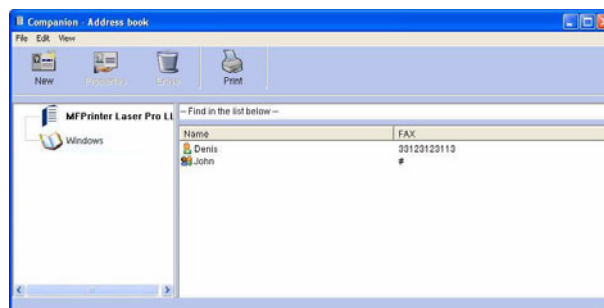 Companion - Address book
File Edit View
New Properties Erase Print
MFPrinter Laser Pro LL
Windows
-- Find in the list below --
Name FAX
Denis 33123123113
John #